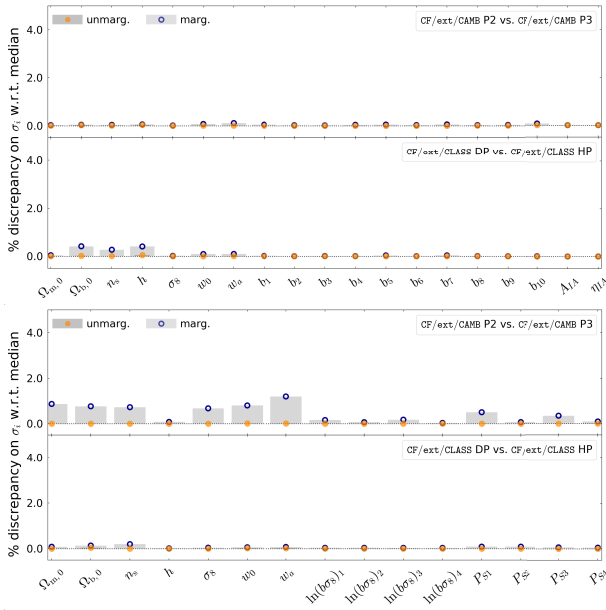 unmarg. marg. CF/ext/CAMB P2 vs. CF/ext/CAMB P3
4.0
2.0
0.0
CF/ext/CLASS DP vs. CF/ext/CLASS HP
4.0
2.0
0.0
% discrepancy on σᵢ w.r.t. median
Ωm,0 Ωb,0 ns h σ8 w0 wa b1 b2 b3 b4 b5 b6 b7 b8 b9 b10 AIA ηIA
unmarg. marg. CF/ext/CAMB P2 vs. CF/ext/CAMB P3
4.0
2.0
0.0
CF/ext/CLASS DP vs. CF/ext/CLASS HP
4.0
2.0
0.0
% discrepancy on σᵢ w.r.t. median
Ωm,0 Ωb,0 ns h σ8 w0 wa ln(bσ8)1 ln(bσ8)2 ln(bσ8)3 ln(bσ8)4 PS1 PS2 PS3